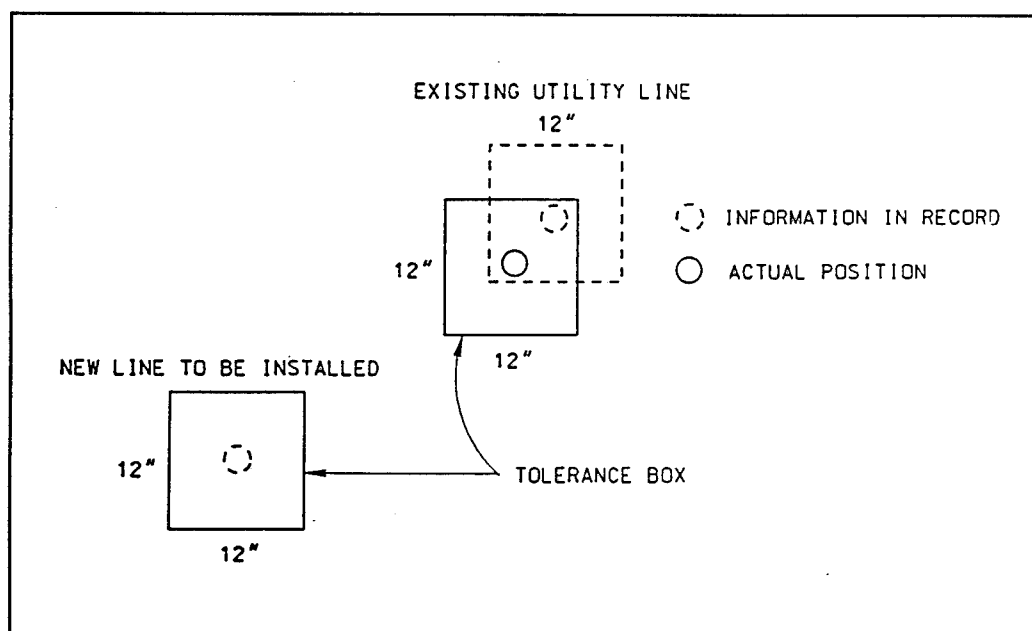 EXISTING UTILITY LINE
12"
INFORMATION IN RECORD
12"
ACTUAL POSITION
12"
NEW LINE TO BE INSTALLED
12"
TOLERANCE BOX
12"